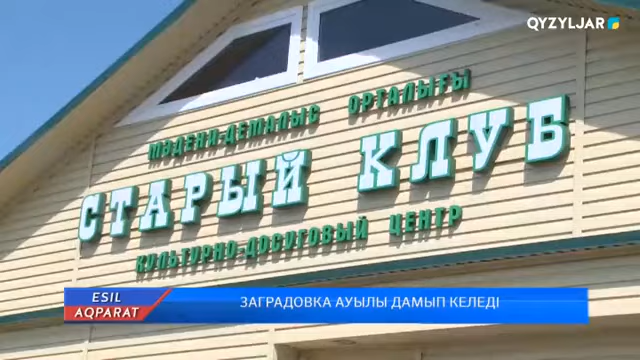 QYZYLJAR
МӘДЕНИ-ДЕМАЛЫС ОРТАЛЫҒЫ
СТАРЫЙ КЛУБ
КУЛЬТУРНО-ДОСУГОВЫЙ ЦЕНТР
ESIL
AQPARAT
ЗАГРАДОВКА АУЫЛЫ ДАМЫП КЕЛЕДІ